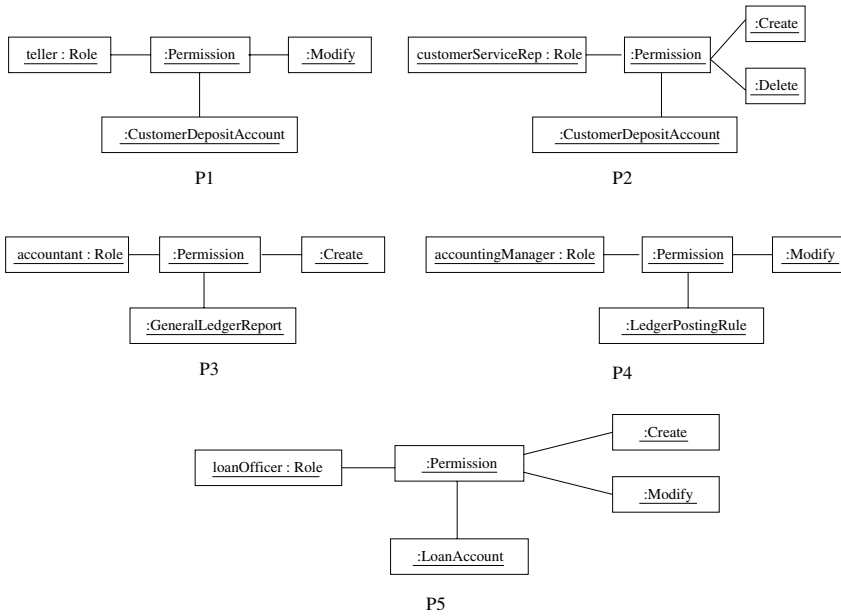 teller : Role
:Permission
:Modify
:CustomerDepositAccount
P1
customerServiceRep : Role
:Permission
:Create
:Delete
:CustomerDepositAccount
P2
accountant : Role
:Permission
:Create
:GeneralLedgerReport
P3
accountingManager : Role
:Permission
:Modify
:LedgerPostingRule
P4
loanOfficer : Role
:Permission
:Create
:Modify
:LoanAccount
P5